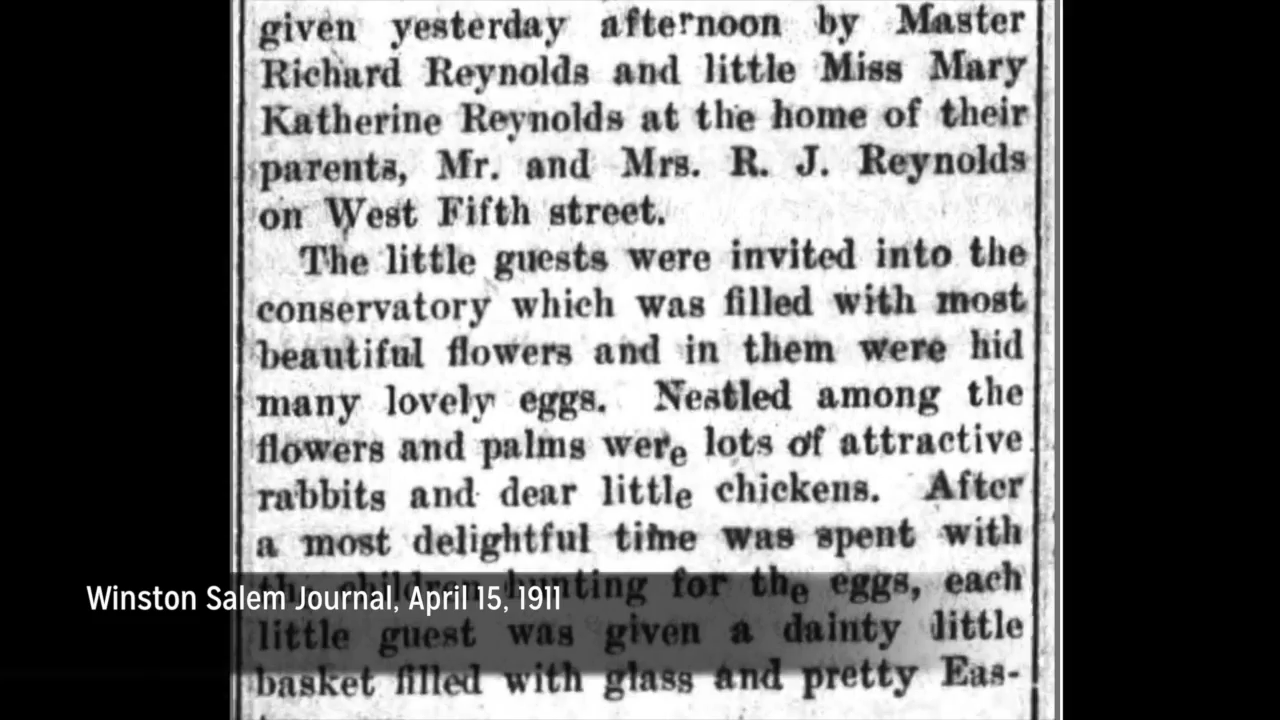 given yesterday afternoon by Master
Richard Reynolds and little Miss Mary
Katherine Reynolds at the home of their
parents, Mr. and Mrs. R. J. Reynolds
on West Fifth street.
The little guests were invited into the
conservatory which was filled with most
beautiful flowers and in them were hid
many lovely eggs. Nestled among the
flowers and palms were lots of attractive
rabbits and dear little chickens. After
a most delightful time was spent with
the children hunting for the eggs, each
Winston Salem Journal, April 15, 1911
little guest was given a dainty little
basket filled with glass and pretty Eas-